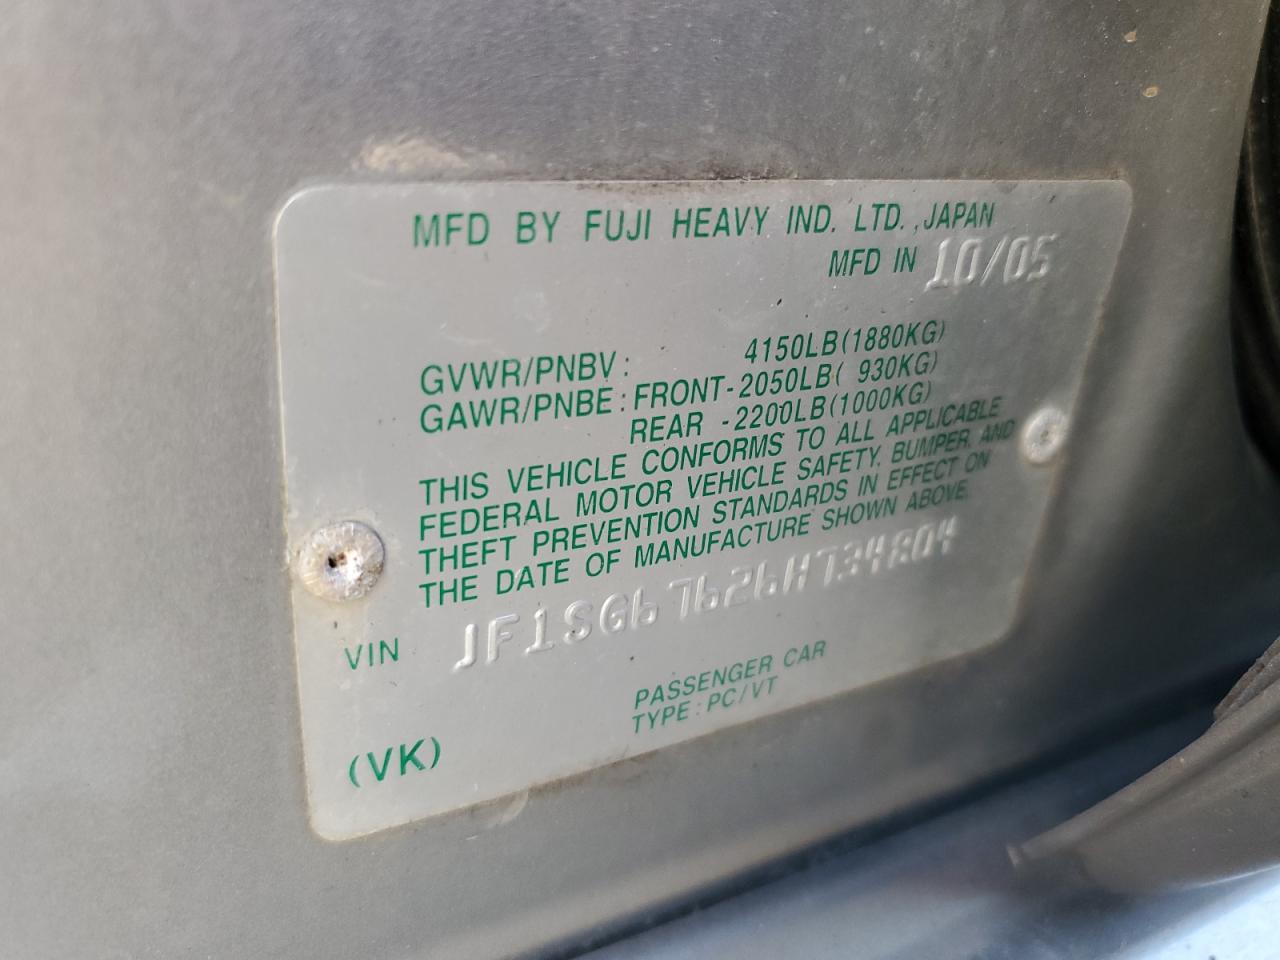 MFD BY FUJI HEAVY IND. LTD., JAPAN
MFD IN 10/05
GVWR/PNBV: 4150LB(1880KG)
GAWR/PNBE: FRONT-2050LB( 930KG)
REAR -2200LB(1000KG)
THIS VEHICLE CONFORMS TO ALL APPLICABLE
FEDERAL MOTOR VEHICLE SAFETY, BUMPER, AND
THEFT PREVENTION STANDARDS IN EFFECT ON
THE DATE OF MANUFACTURE SHOWN ABOVE.
VIN JF1SG67626H734804
PASSENGER CAR
TYPE: PC/VT
(VK)